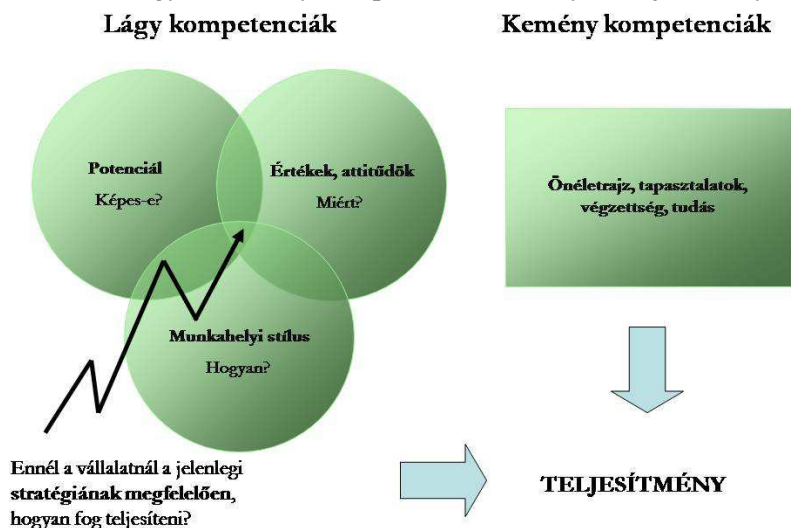 Lágy kompetenciák
Kemény kompetenciák
Potenciál
Képes-e?
Értékek, attitűdök
Miért?
Munkahelyi stílus
Hogyan?
Önéletrajz, tapasztalatok,
végzettség, tudás
Ennél a vállalatnál a jelenlegi
stratégiának megfelelően,
hogyan fog teljesíteni?
TELJESÍTMÉNY